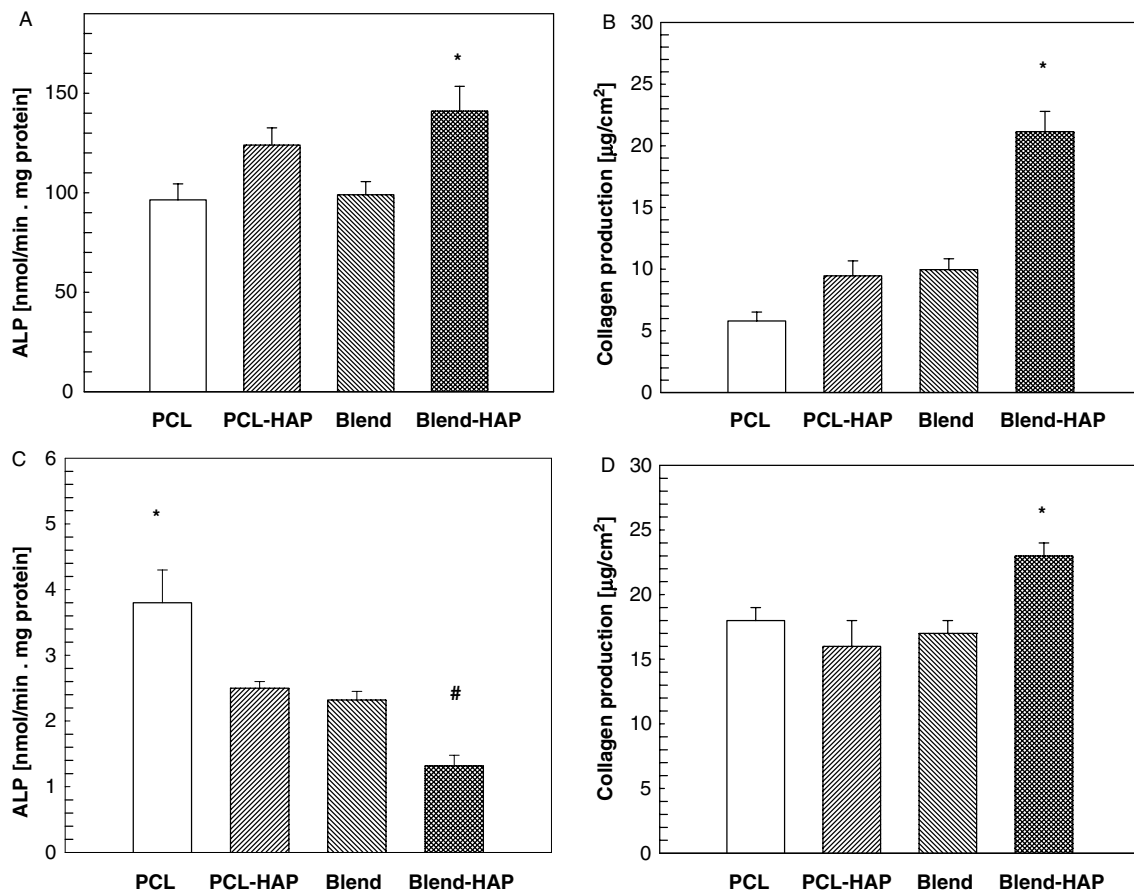 A
ALP [nmol/min . mg protein]
150
100
50
0
*
PCL PCL-HAP Blend Blend-HAP
B
Collagen production [µg/cm²]
30
25
20
15
10
5
0
*
PCL PCL-HAP Blend Blend-HAP
C
ALP [nmol/min . mg protein]
6
5
4
3
2
1
0
*
#
PCL PCL-HAP Blend Blend-HAP
D
Collagen production [µg/cm²]
30
25
20
15
10
5
0
*
PCL PCL-HAP Blend Blend-HAP